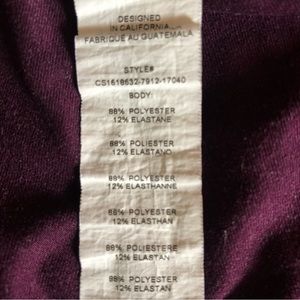 DESIGNED
IN CALIFORNIA
FABRIQUE AU GUATEMALA
STYLE#
CS1618632-7912-17040
BODY:
88% POLYESTER
12% ELASTANE
88% POLIESTER
12% ELASTANO
88% POLYESTER
12% ELASTHANNE
88% POLYESTER
12% ELASTHAN
88% POLIESTERE
12% ELASTAN
88% POLYESTER
12% ELASTAN